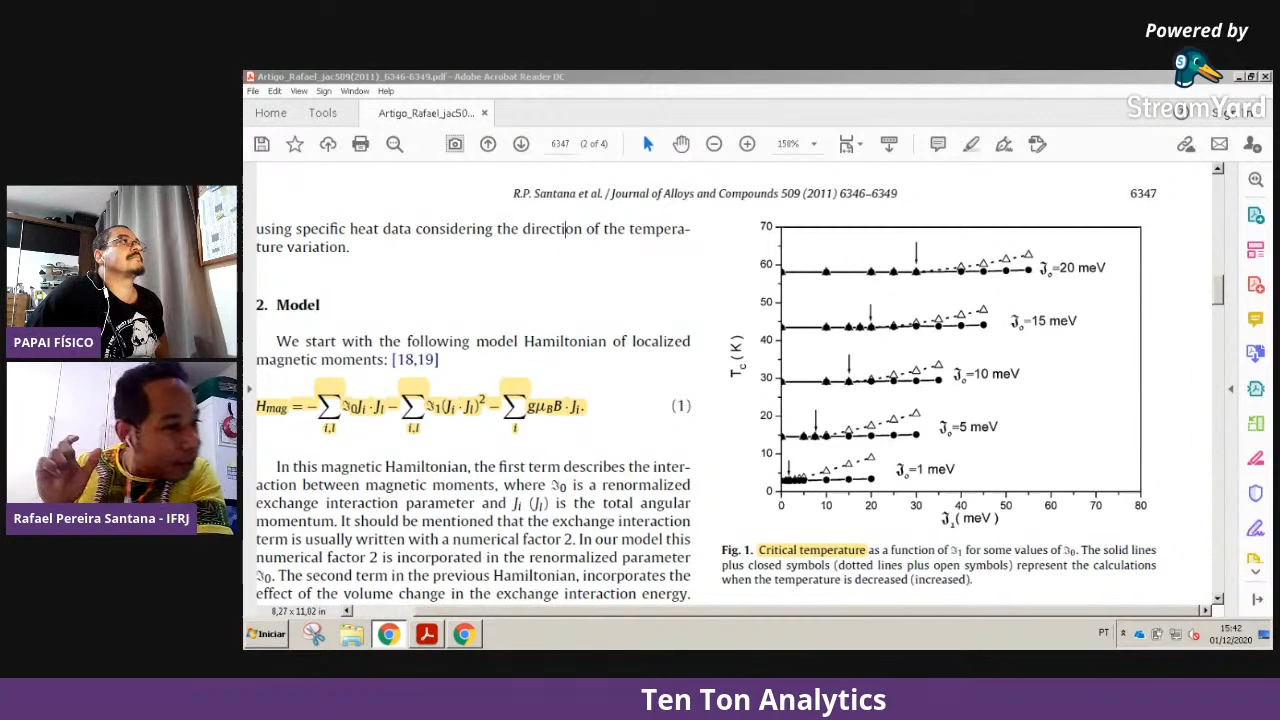 Powered by
StreamYard
Artigo_Rafael_jac509(2011)_6346-6349.pdf - Adobe Acrobat Reader DC
File Edit View Sign Window Help
Home Tools Artigo_Rafael_jac50... ×
6347 (2 of 4) 150%
R.P. Santana et al. / Journal of Alloys and Compounds 509 (2011) 6346–6349 6347
using specific heat data considering the direction of the tempera-
ture variation.
2. Model
We start with the following model Hamiltonian of localized
magnetic moments: [18,19]
Hmag = −∑ ℑ0Ji · Jl − ∑ ℑ1(Ji · Jl)² − ∑ gμBB · Ji. (1)
i,l i,l i
In this magnetic Hamiltonian, the first term describes the inter-
action between magnetic moments, where ℑ0 is a renormalized
exchange interaction parameter and Ji (Jl) is the total angular
momentum. It should be mentioned that the exchange interaction
term is usually written with a numerical factor 2. In our model this
numerical factor 2 is incorporated in the renormalized parameter
ℑ0. The second term in the previous Hamiltonian, incorporates the
effect of the volume change in the exchange interaction energy.
70
60
50
40
30
20
10
0
TC ( K )
ℑo=20 meV
ℑo=15 meV
ℑo=10 meV
ℑo=5 meV
ℑo=1 meV
0 10 20 30 40 50 60 70 80
ℑ1( meV )
Fig. 1. Critical temperature as a function of ℑ1 for some values of ℑ0. The solid lines
plus closed symbols (dotted lines plus open symbols) represent the calculations
when the temperature is decreased (increased).
8,27 x 11,02 in
Iniciar
PT
15:42
01/12/2020
PAPAI FÍSICO
Rafael Pereira Santana - IFRJ
Ten Ton Analytics